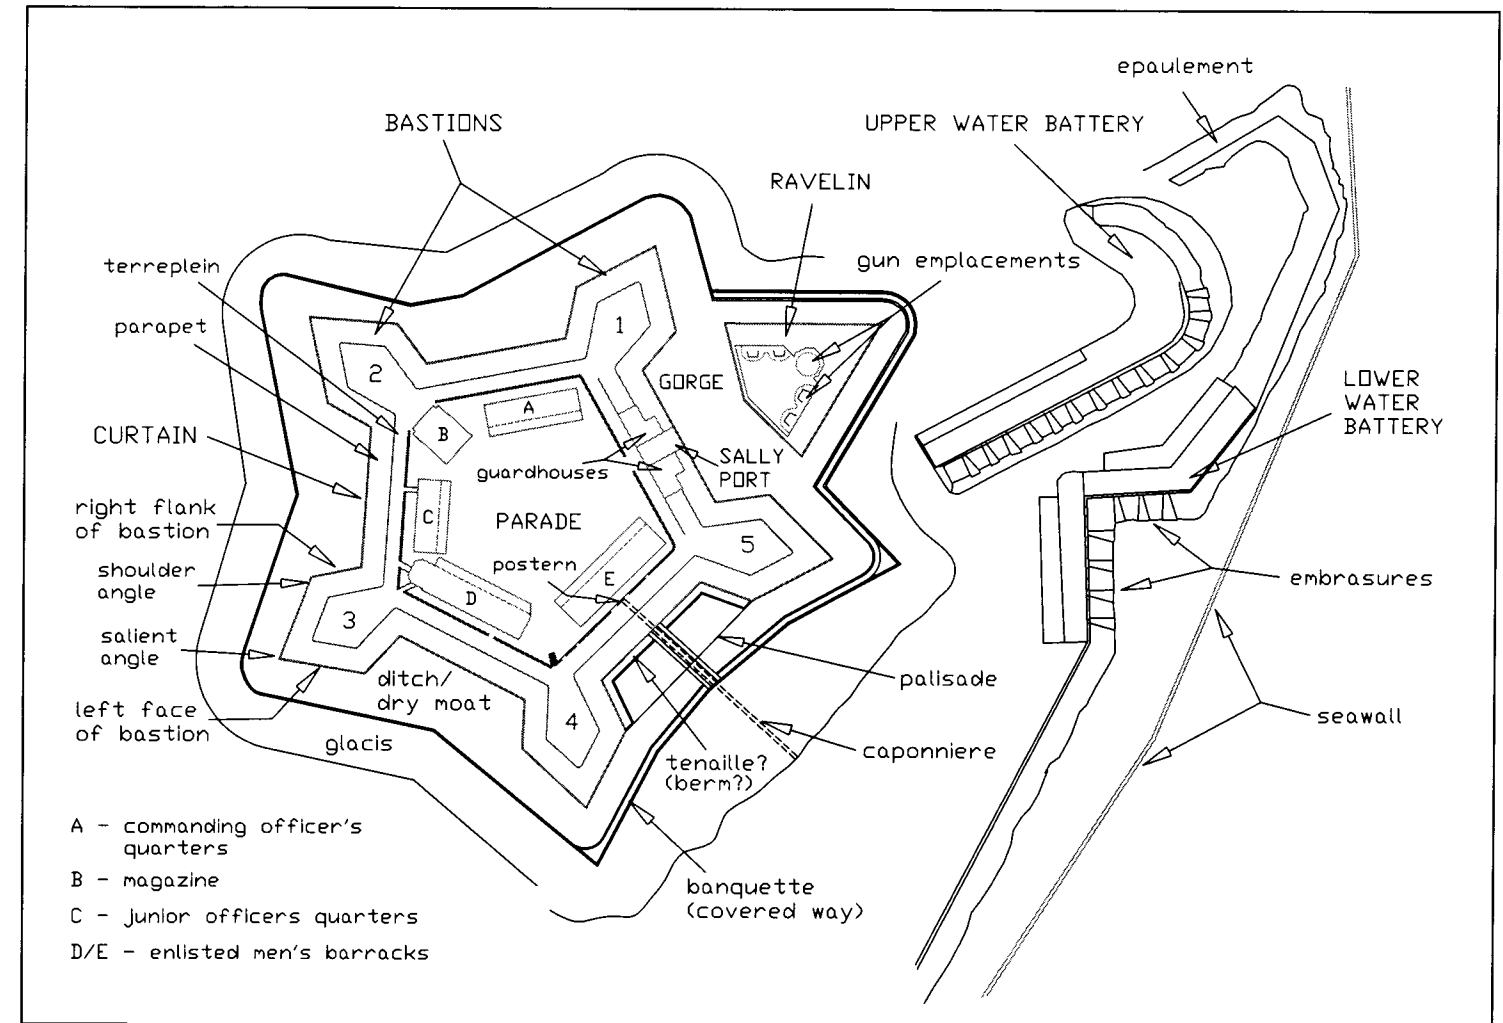 epaulement
BASTIONS
UPPER WATER BATTERY
RAVELIN
terreplein
gun emplacements
parapet
1
2
GORGE
LOWER
WATER
BATTERY
A
B
CURTAIN
SALLY
PORT
guardhouses
right flank
of bastion
C
PARADE
5
postern
shoulder
angle
E
embrasures
D
3
salient
angle
ditch/
dry moat
palisade
left face
of bastion
4
seawall
glacis
caponniere
tenaille?
(berm?)
A - commanding officer's
quarters
B - magazine
banquette
(covered way)
C - junior officers quarters
D/E - enlisted men's barracks